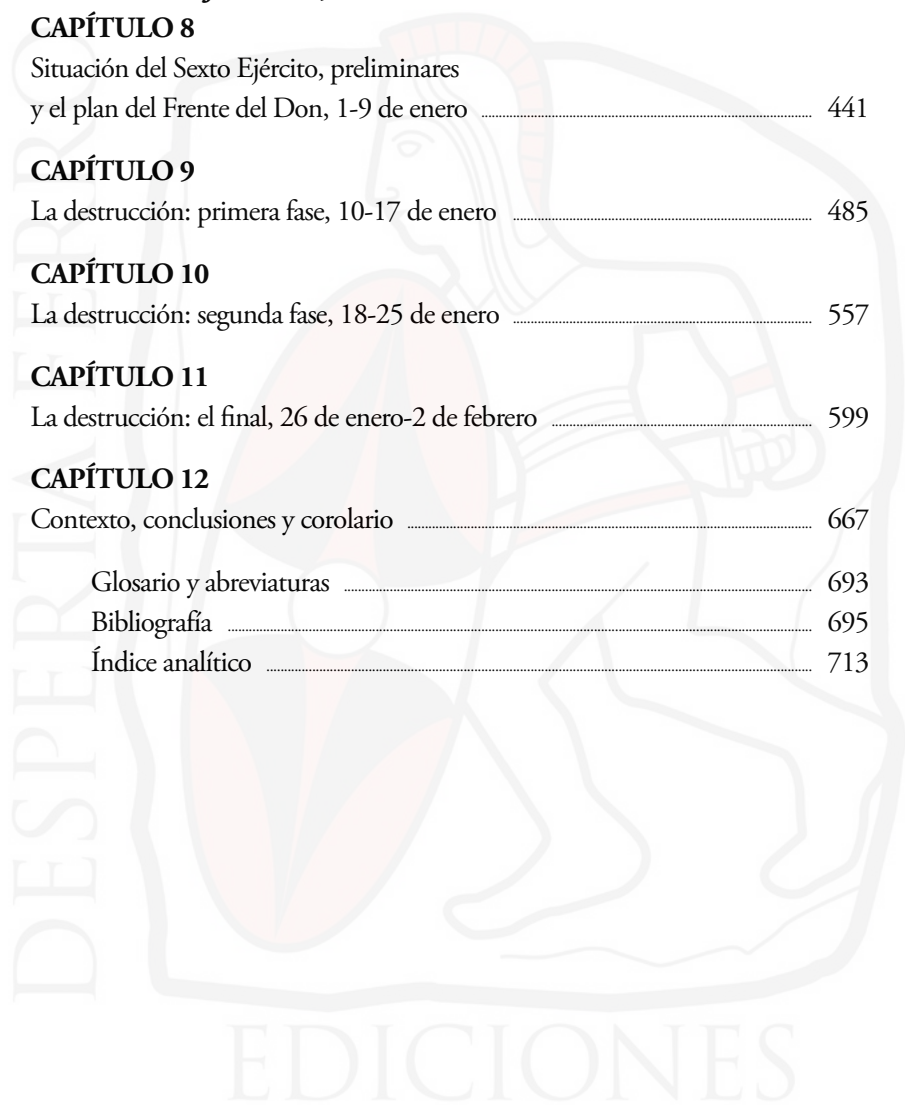 CAPÍTULO 8
Situación del Sexto Ejército, preliminares
y el plan del Frente del Don, 1-9 de enero 441
CAPÍTULO 9
La destrucción: primera fase, 10-17 de enero 485
CAPÍTULO 10
La destrucción: segunda fase, 18-25 de enero 557
CAPÍTULO 11
La destrucción: el final, 26 de enero-2 de febrero 599
CAPÍTULO 12
Contexto, conclusiones y corolario 667
Glosario y abreviaturas 693
Bibliografía 695
Índice analítico 713
DESPERTA FERRO
EDICIONES